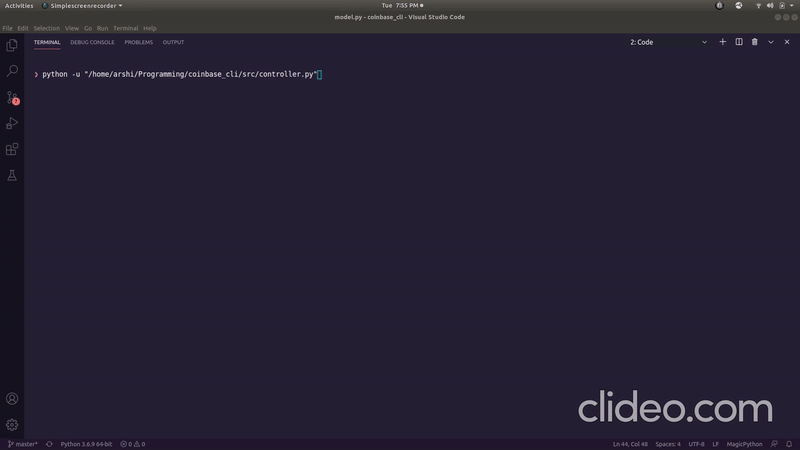 Activities Simplescreenrecorder Tue 7:55 PM
model.py - coinbase_cli - Visual Studio Code
File Edit Selection View Go Run Terminal Help
TERMINAL DEBUG CONSOLE PROBLEMS OUTPUT 2: Code
❯ python -u "/home/arshi/Programming/coinbase_cli/src/controller.py"
7
clideo.com
master* Python 3.6.9 64-bit 0 0 Ln 44, Col 48 Spaces: 4 UTF-8 LF MagicPython